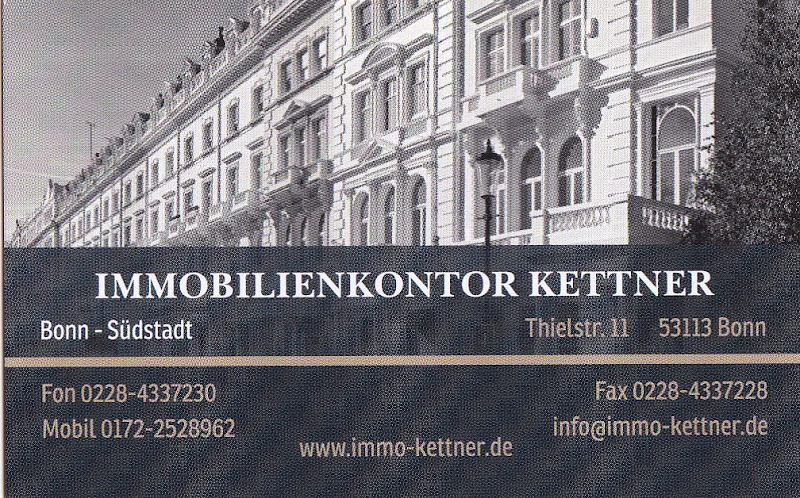 IMMOBILIENKONTOR KETTNER
Bonn - Südstadt Thielstr. 11 53113 Bonn
Fon 0228-4337230 Fax 0228-4337228
Mobil 0172-2528962 info@immo-kettner.de
www.immo-kettner.de